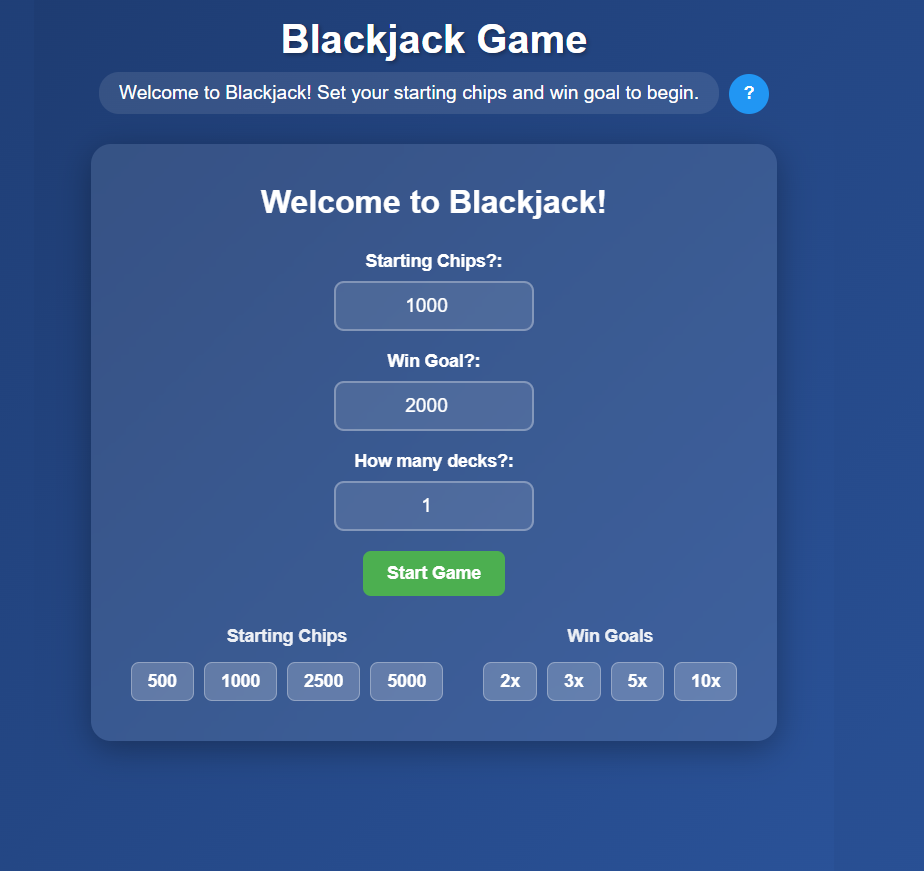 Blackjack Game
Welcome to Blackjack! Set your starting chips and win goal to begin. ?
Welcome to Blackjack!
Starting Chips?:
1000
Win Goal?:
2000
How many decks?:
1
Start Game
Starting Chips
500 1000 2500 5000
Win Goals
2x 3x 5x 10x